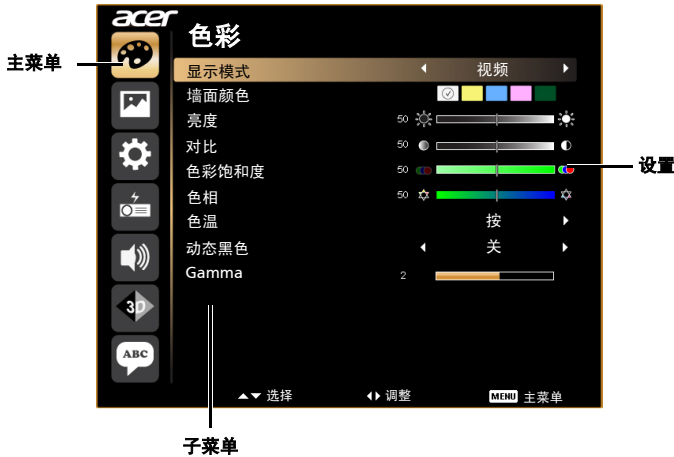 acer
色彩
主菜单
显示模式 视频
墙面颜色
亮度 50
对比 50
色彩饱和度 50
设置
色相 50
色温 按
动态黑色 关
Gamma 2
3D
ABC
选择 调整 MENU 主菜单
子菜单